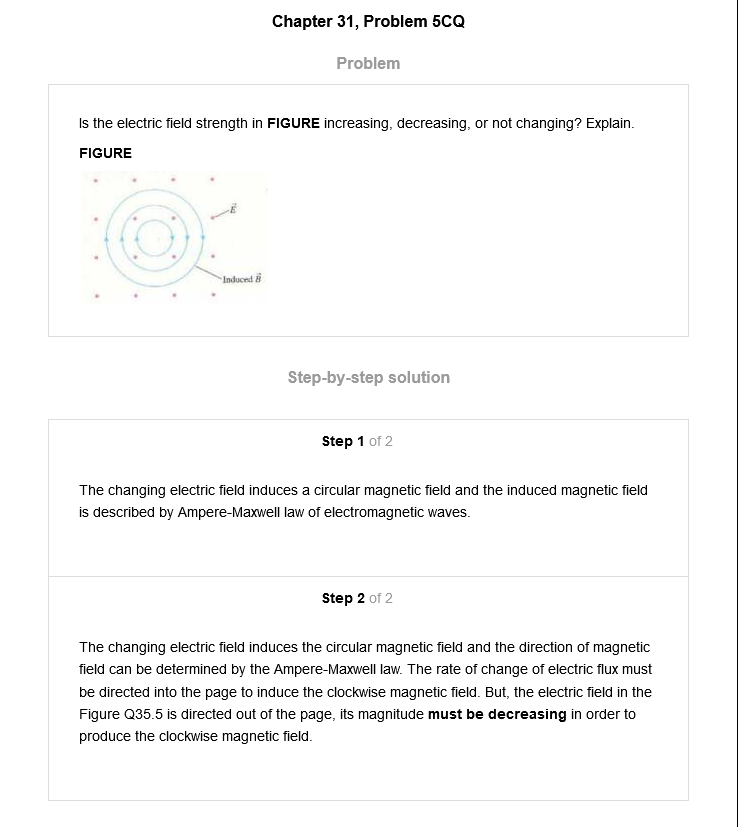 Chapter 31, Problem 5CQ
Problem
Is the electric field strength in FIGURE increasing, decreasing, or not changing? Explain.
FIGURE
E⃗
Induced B⃗
Step-by-step solution
Step 1 of 2
The changing electric field induces a circular magnetic field and the induced magnetic field
is described by Ampere-Maxwell law of electromagnetic waves.
Step 2 of 2
The changing electric field induces the circular magnetic field and the direction of magnetic
field can be determined by the Ampere-Maxwell law. The rate of change of electric flux must
be directed into the page to induce the clockwise magnetic field. But, the electric field in the
Figure Q35.5 is directed out of the page, its magnitude must be decreasing in order to
produce the clockwise magnetic field.